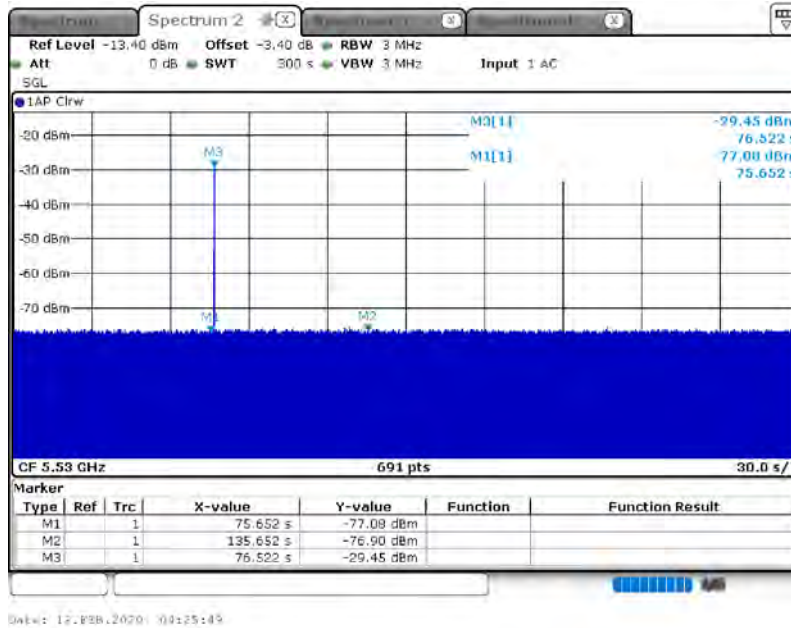 Spectrum 2
Ref Level -13.40 dBm Offset -3.40 dB RBW 3 MHz
Att 0 dB SWT 300 s VBW 3 MHz Input 1 AC
SGL
1AP Clrw
M3[1] -29.45 dBm
76.522 s
M1[1] -77.08 dBm
75.652 s
-20 dBm
M3
-30 dBm
-40 dBm
-50 dBm
-60 dBm
-70 dBm
M1 M2
CF 5.53 GHz 691 pts 30.0 s/
Marker
Type Ref Trc X-value Y-value Function Function Result
M1 1 75.652 s -77.08 dBm
M2 1 135.652 s -76.90 dBm
M3 1 76.522 s -29.45 dBm
Date: 12.FEB.2020